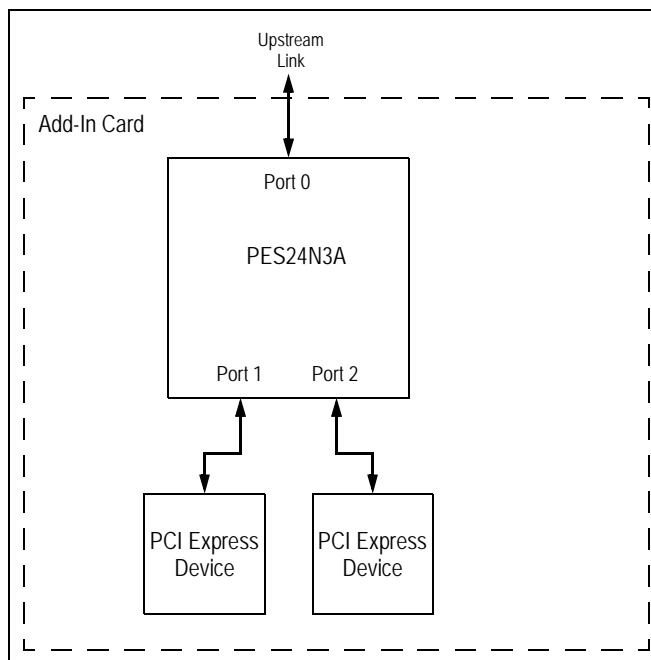 Upstream
Link
Add-In Card
Port 0
PES24N3A
Port 1
Port 2
PCI Express
Device
PCI Express
Device